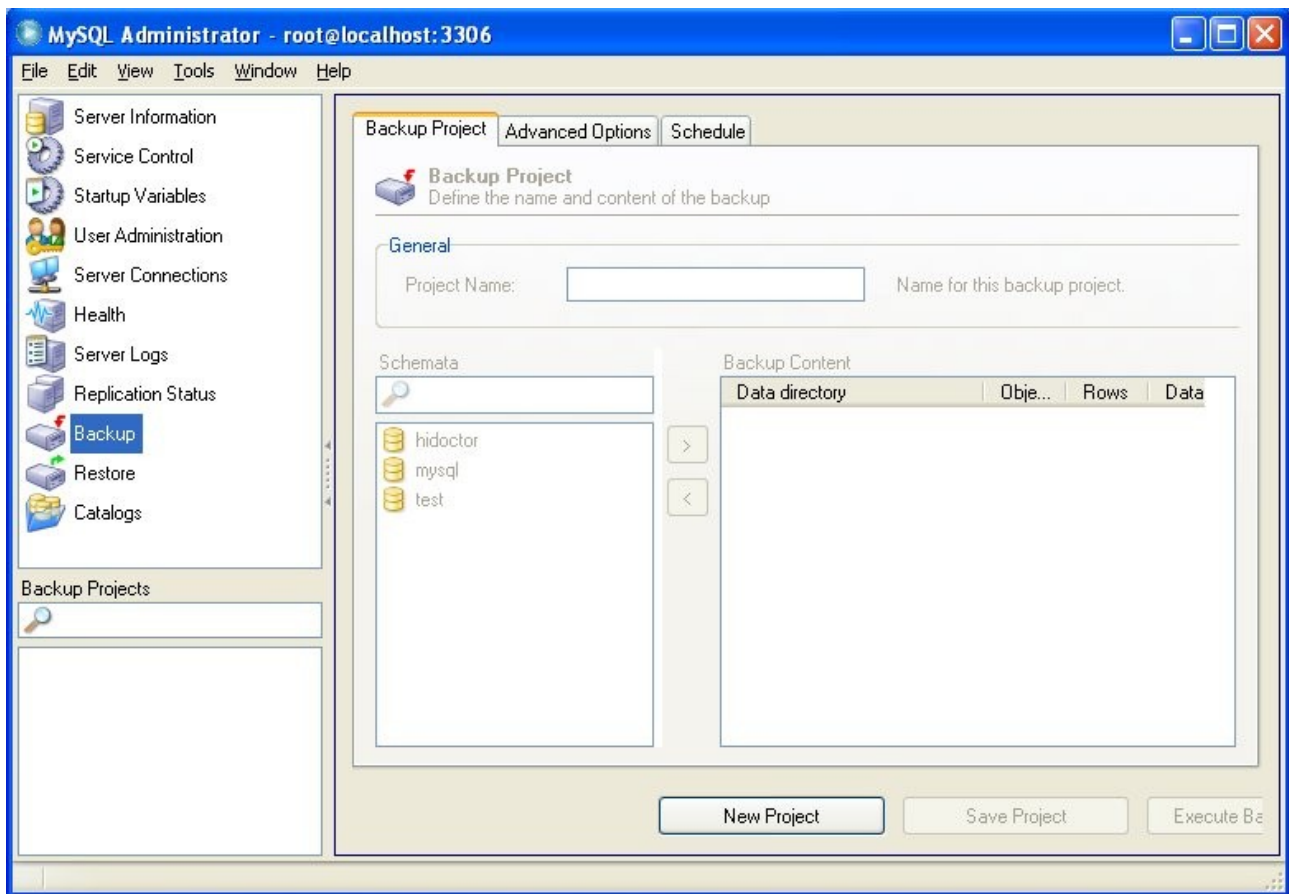 MySQL Administrator - root@localhost:3306
File Edit View Tools Window Help
Server Information
Service Control
Startup Variables
User Administration
Server Connections
Health
Server Logs
Replication Status
Backup
Restore
Catalogs
Backup Projects
Backup Project Advanced Options Schedule
Backup Project
Define the name and content of the backup
General
Project Name: Name for this backup project.
Schemata
hidoctor
mysql
test
>
<
Backup Content
Data directory Obje... Rows Data
New Project Save Project Execute Ba